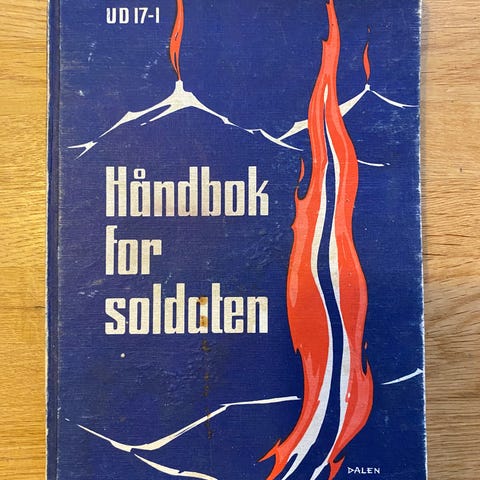 UD 17-1
Håndbok
for
soldaten
DALEN